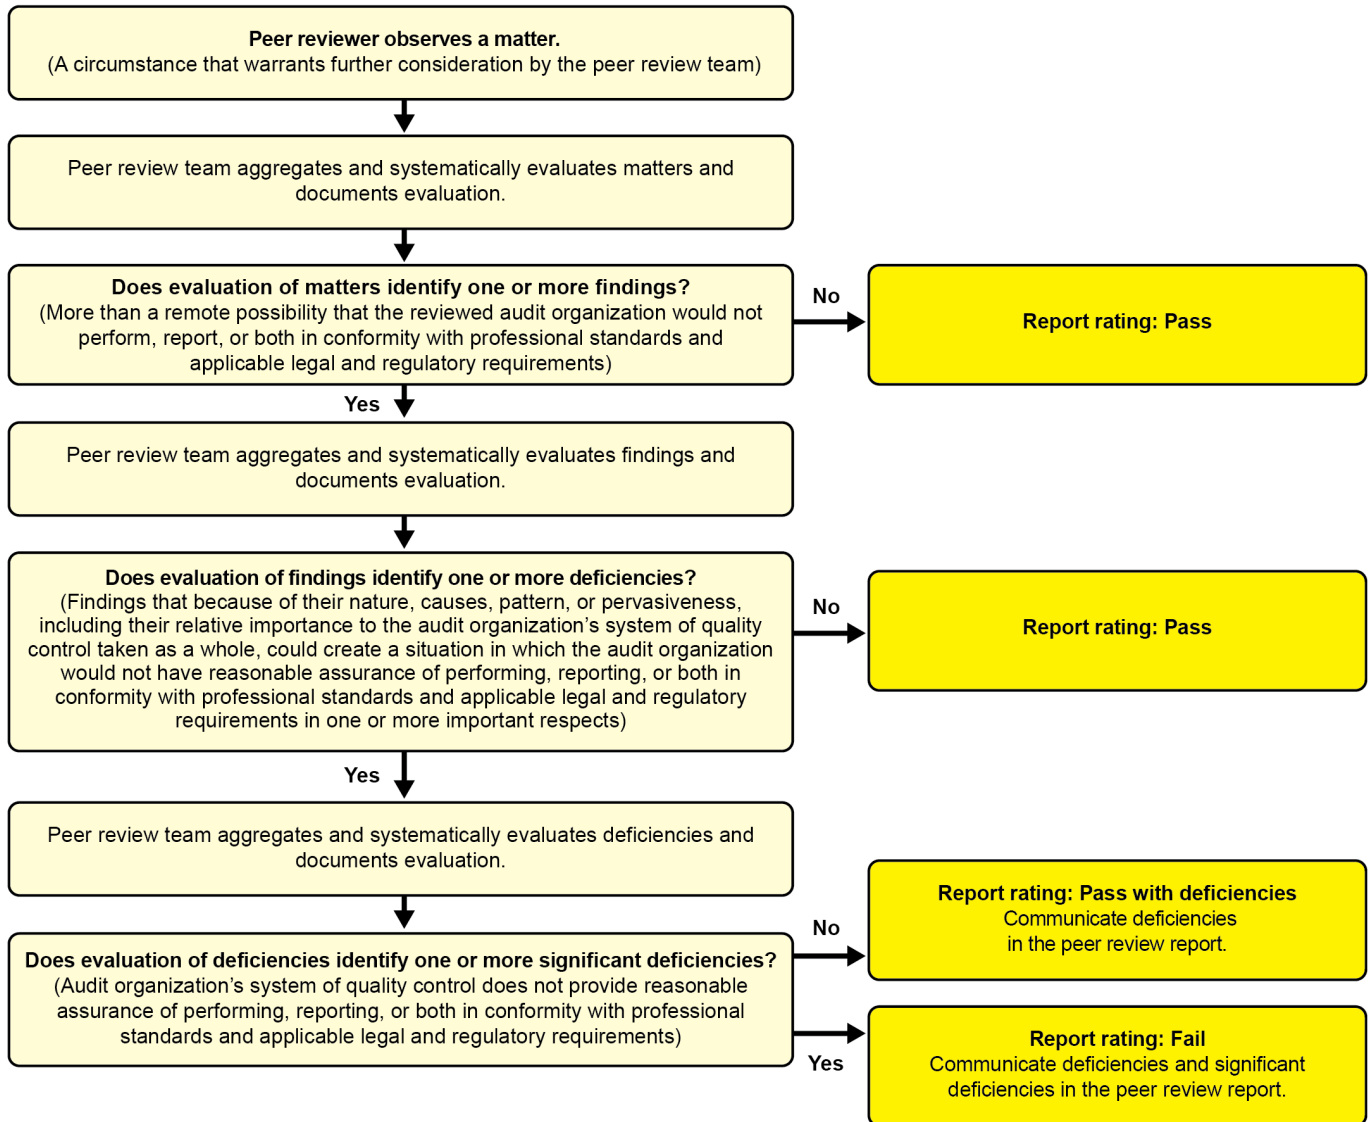 Peer reviewer observes a matter.
(A circumstance that warrants further consideration by the peer review team)
Peer review team aggregates and systematically evaluates matters and
documents evaluation.
Does evaluation of matters identify one or more findings?
(More than a remote possibility that the reviewed audit organization would not
perform, report, or both in conformity with professional standards and
applicable legal and regulatory requirements)
No
Report rating: Pass
Yes
Peer review team aggregates and systematically evaluates findings and
documents evaluation.
Does evaluation of findings identify one or more deficiencies?
(Findings that because of their nature, causes, pattern, or pervasiveness,
including their relative importance to the audit organization’s system of quality
control taken as a whole, could create a situation in which the audit organization
would not have reasonable assurance of performing, reporting, or both in
conformity with professional standards and applicable legal and regulatory
requirements in one or more important respects)
No
Report rating: Pass
Yes
Peer review team aggregates and systematically evaluates deficiencies and
documents evaluation.
Does evaluation of deficiencies identify one or more significant deficiencies?
(Audit organization’s system of quality control does not provide reasonable
assurance of performing, reporting, or both in conformity with professional
standards and applicable legal and regulatory requirements)
No
Report rating: Pass with deficiencies
Communicate deficiencies
in the peer review report.
Yes
Report rating: Fail
Communicate deficiencies and significant
deficiencies in the peer review report.